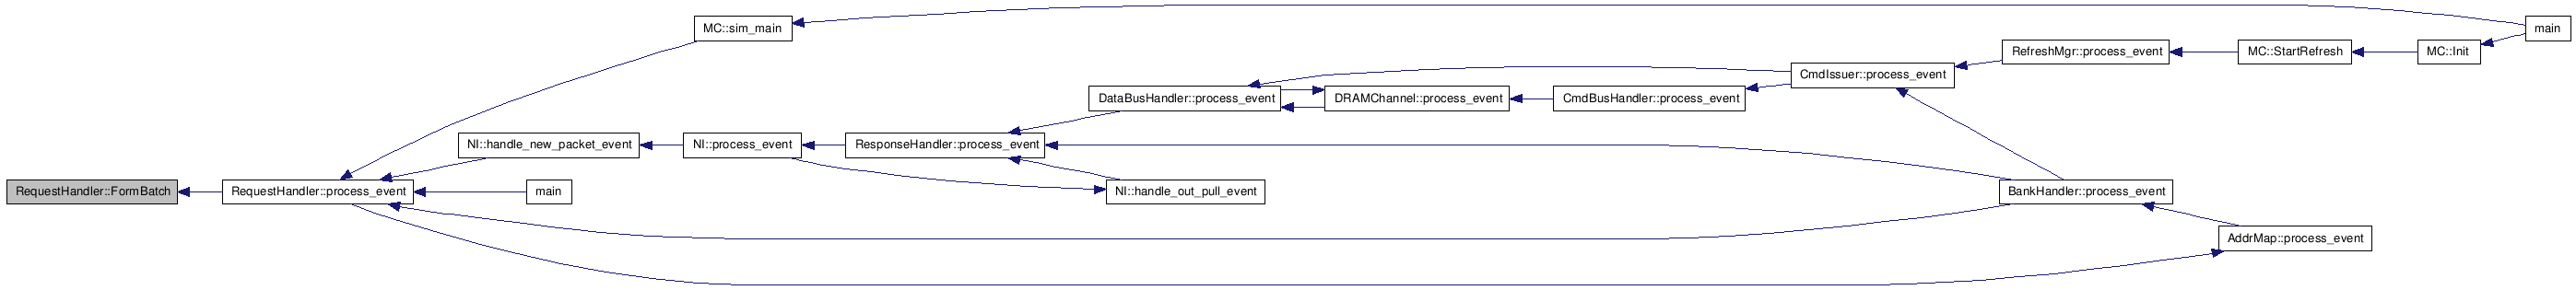 MC::sim_main
main
RefreshMgr::process_event
MC::StartRefresh
MC::Init
CmdIssuer::process_event
DataBusHandler::process_event
DRAMChannel::process_event
CmdBusHandler::process_event
NI::handle_new_packet_event
NI::process_event
ResponseHandler::process_event
RequestHandler::FormBatch
RequestHandler::process_event
main
NI::handle_out_pull_event
BankHandler::process_event
AddrMap::process_event